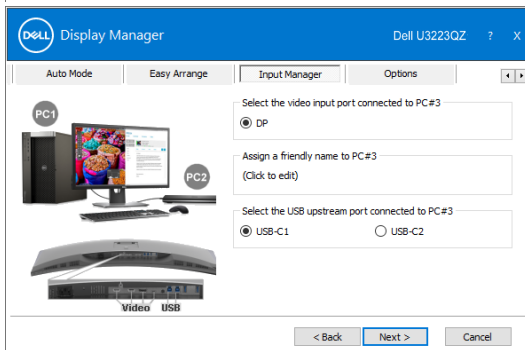 DELL Display Manager Dell U3223QZ ? X
Auto Mode Easy Arrange Input Manager Options
PC1
PC2
Video USB
Select the video input port connected to PC#3
DP
Assign a friendly name to PC#3
(Click to edit)
Select the USB upstream port connected to PC#3
USB-C1 USB-C2
< Back Next > Cancel